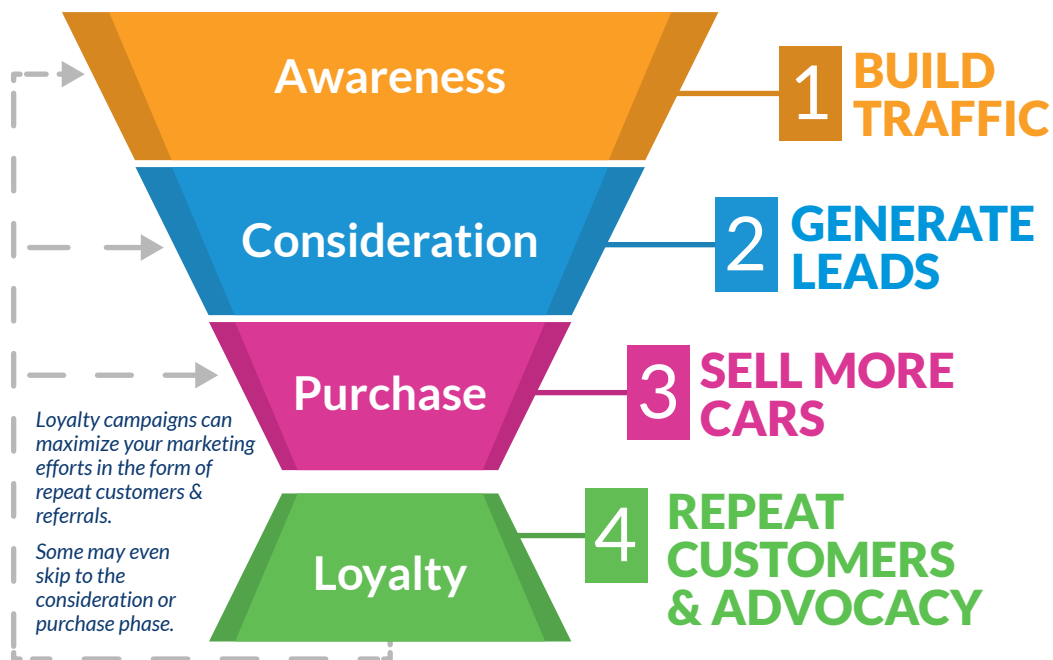 Awareness
1
BUILD
TRAFFIC
Consideration
2
GENERATE
LEADS
Purchase
3
SELL MORE
CARS
Loyalty campaigns can
maximize your marketing
efforts in the form of
repeat customers &
referrals.
Some may even
skip to the
consideration or
purchase phase.
Loyalty
4
REPEAT
CUSTOMERS
& ADVOCACY